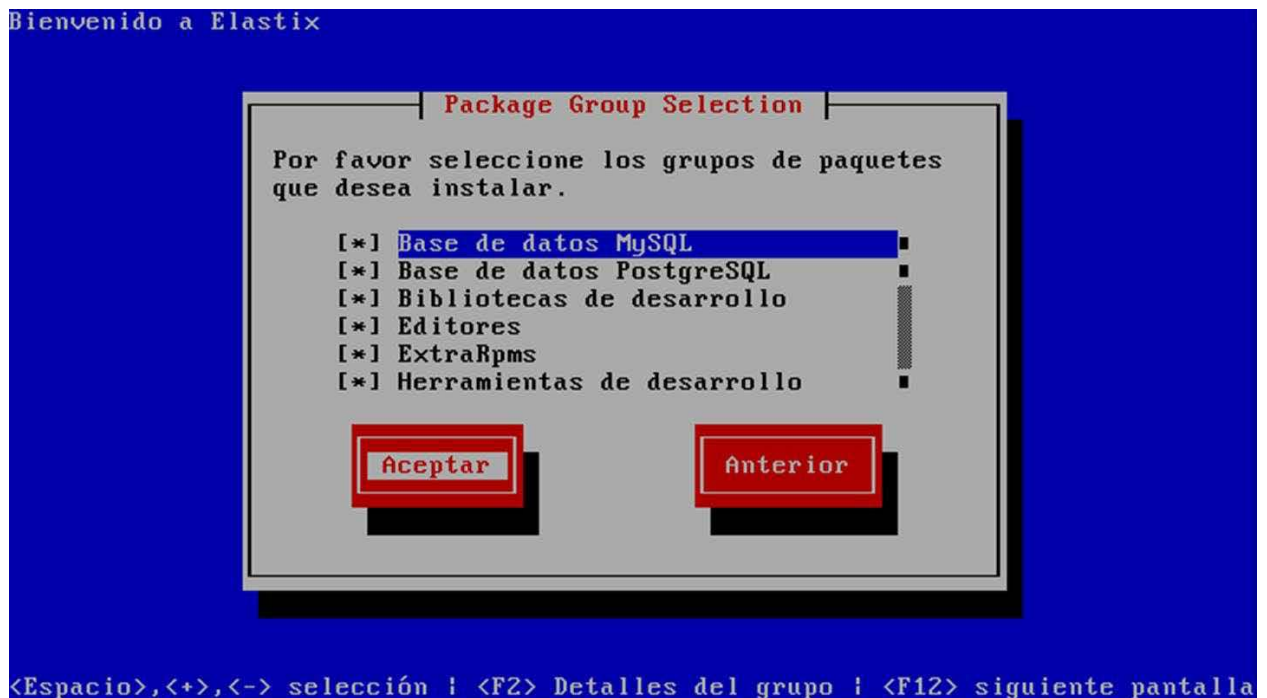 Bienvenido a Elastix
Package Group Selection
Por favor seleccione los grupos de paquetes
que desea instalar.
[*] Base de datos MySQL
[*] Base de datos PostgreSQL
[*] Bibliotecas de desarrollo
[*] Editores
[*] ExtraRpms
[*] Herramientas de desarrollo
Aceptar Anterior
<Espacio>,<+>,<-> selección | <F2> Detalles del grupo | <F12> siguiente pantalla